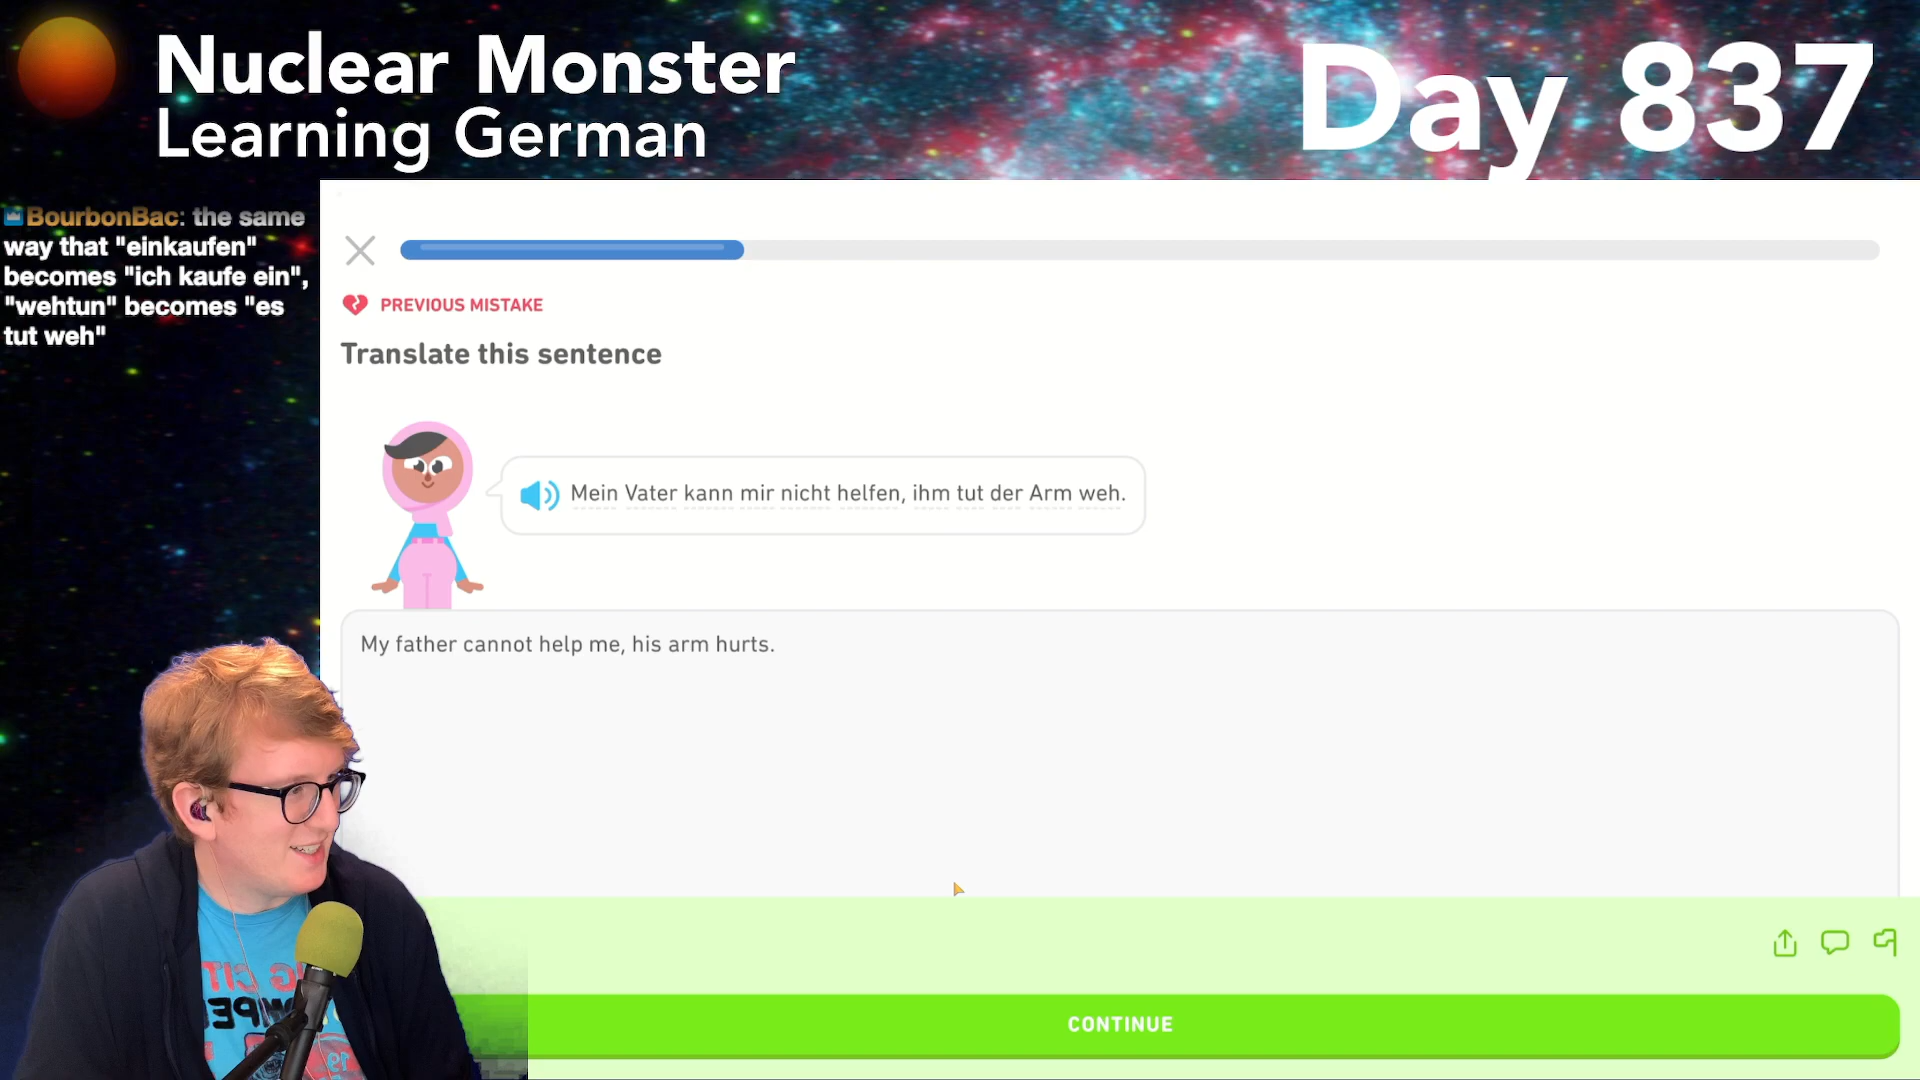 Nuclear Monster
Learning German
Day 837
BourbonBac: the same
way that "einkaufen"
becomes "ich kaufe ein",
"wehtun" becomes "es
tut weh"
PREVIOUS MISTAKE
Translate this sentence
Mein Vater kann mir nicht helfen, ihm tut der Arm weh.
My father cannot help me, his arm hurts.
CONTINUE